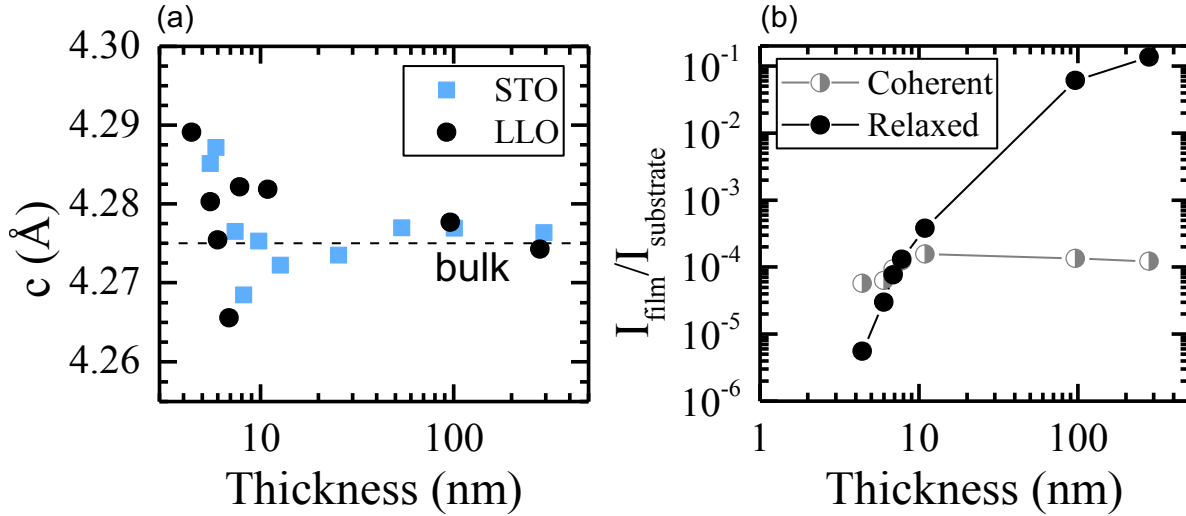 (a)
4.30
4.29
4.28
4.27
4.26
c (Å)
STO
LLO
bulk
10
100
Thickness (nm)
(b)
10⁻¹
10⁻²
10⁻³
10⁻⁴
10⁻⁵
10⁻⁶
I_film/I_substrate
Coherent
Relaxed
1
10
100
Thickness (nm)